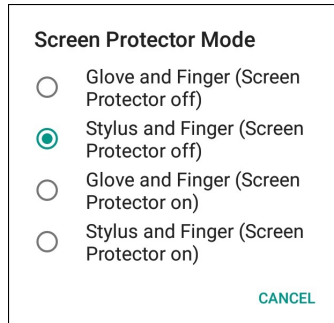 Screen Protector Mode
Glove and Finger (Screen
Protector off)
Stylus and Finger (Screen
Protector off)
Glove and Finger (Screen
Protector on)
Stylus and Finger (Screen
Protector on)
CANCEL